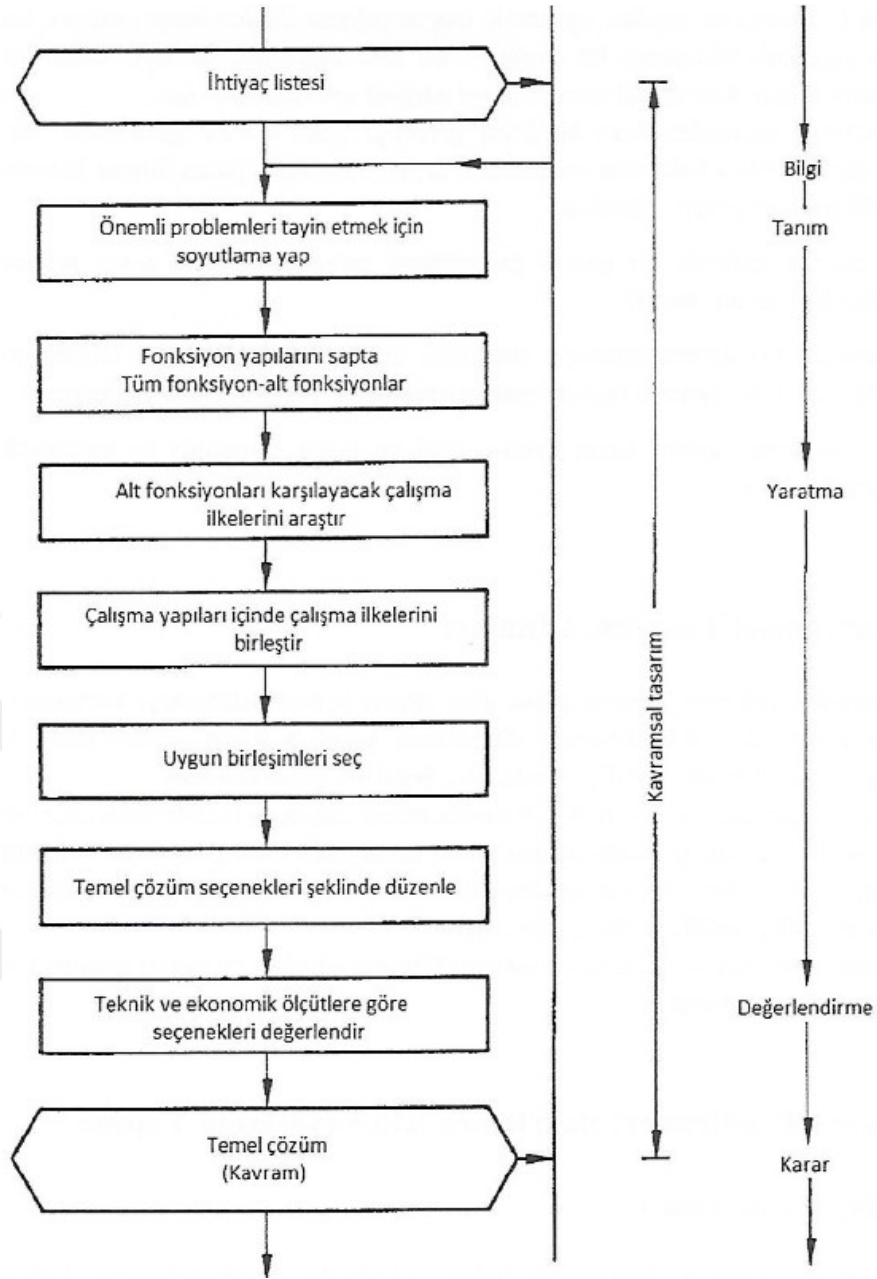 İhtiyaç listesi
Bilgi
Önemli problemleri tayin etmek için
soyutlama yap
Tanım
Fonksiyon yapılarını sapta
Tüm fonksiyon-alt fonksiyonlar
Alt fonksiyonları karşılayacak çalışma
ilkelerini araştır
Yaratma
Çalışma yapıları içinde çalışma ilkelerini
birleştir
Kavramsal tasarım
Uygun birleşimleri seç
Temel çözüm seçenekleri şeklinde düzenle
Teknik ve ekonomik ölçütlere göre
seçenekleri değerlendir
Değerlendirme
Temel çözüm
(Kavram)
Karar